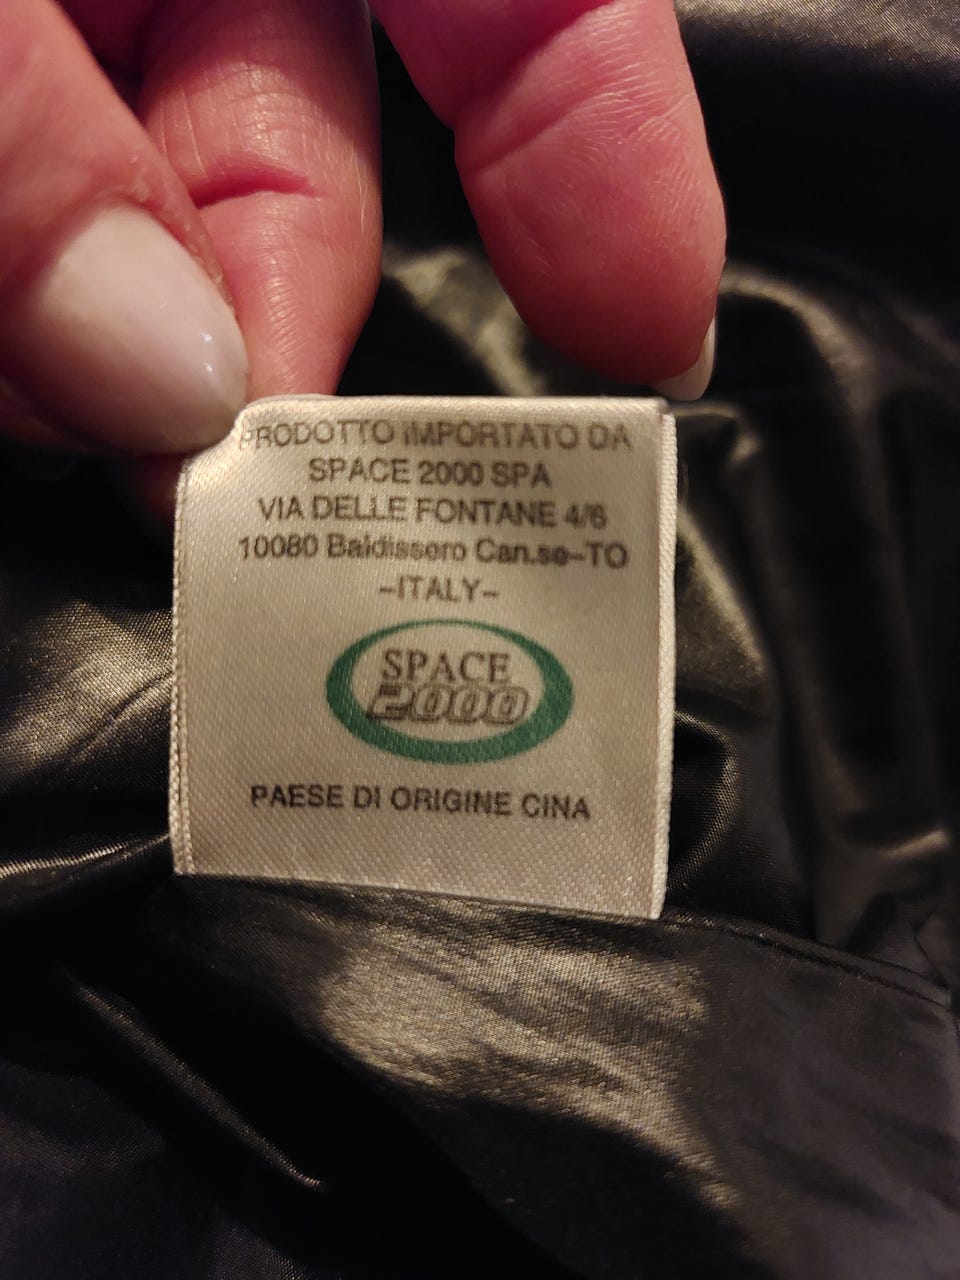 PRODOTTO IMPORTATO DA
SPACE 2000 SPA
VIA DELLE FONTANE 4/6
10080 Baldissero Can.se-TO
-ITALY-
SPACE
2000
PAESE DI ORIGINE CINA